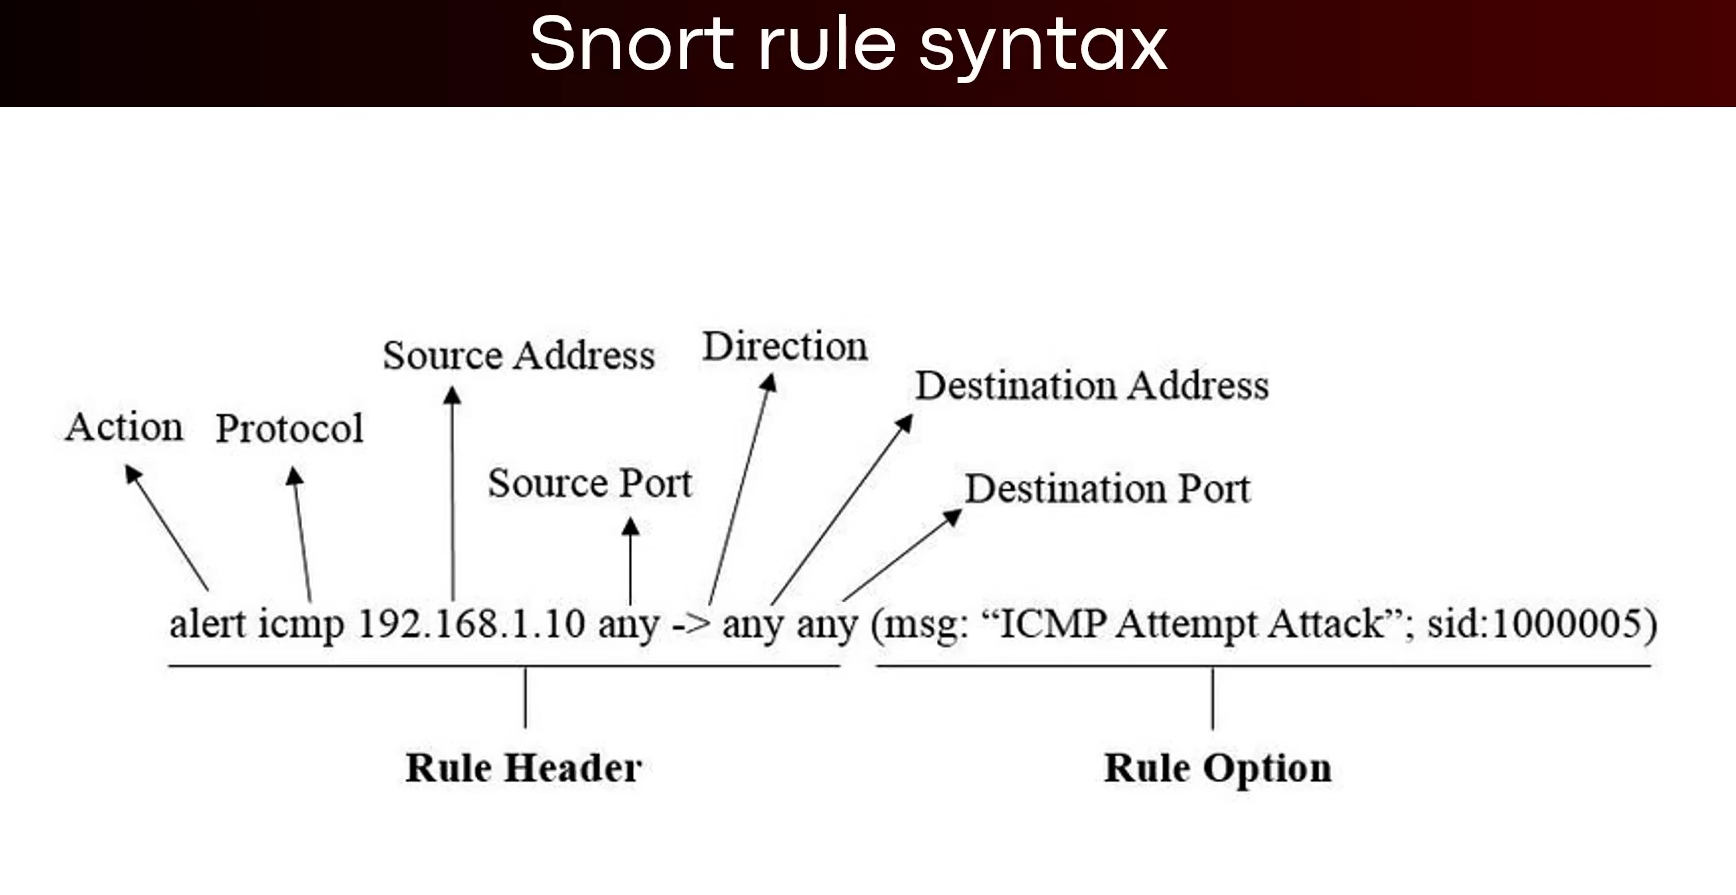 Snort rule syntax
Source Address
Direction
Destination Address
Action
Protocol
Source Port
Destination Port
alert icmp 192.168.1.10 any -> any any (msg: “ICMP Attempt Attack”; sid:1000005)
Rule Header
Rule Option